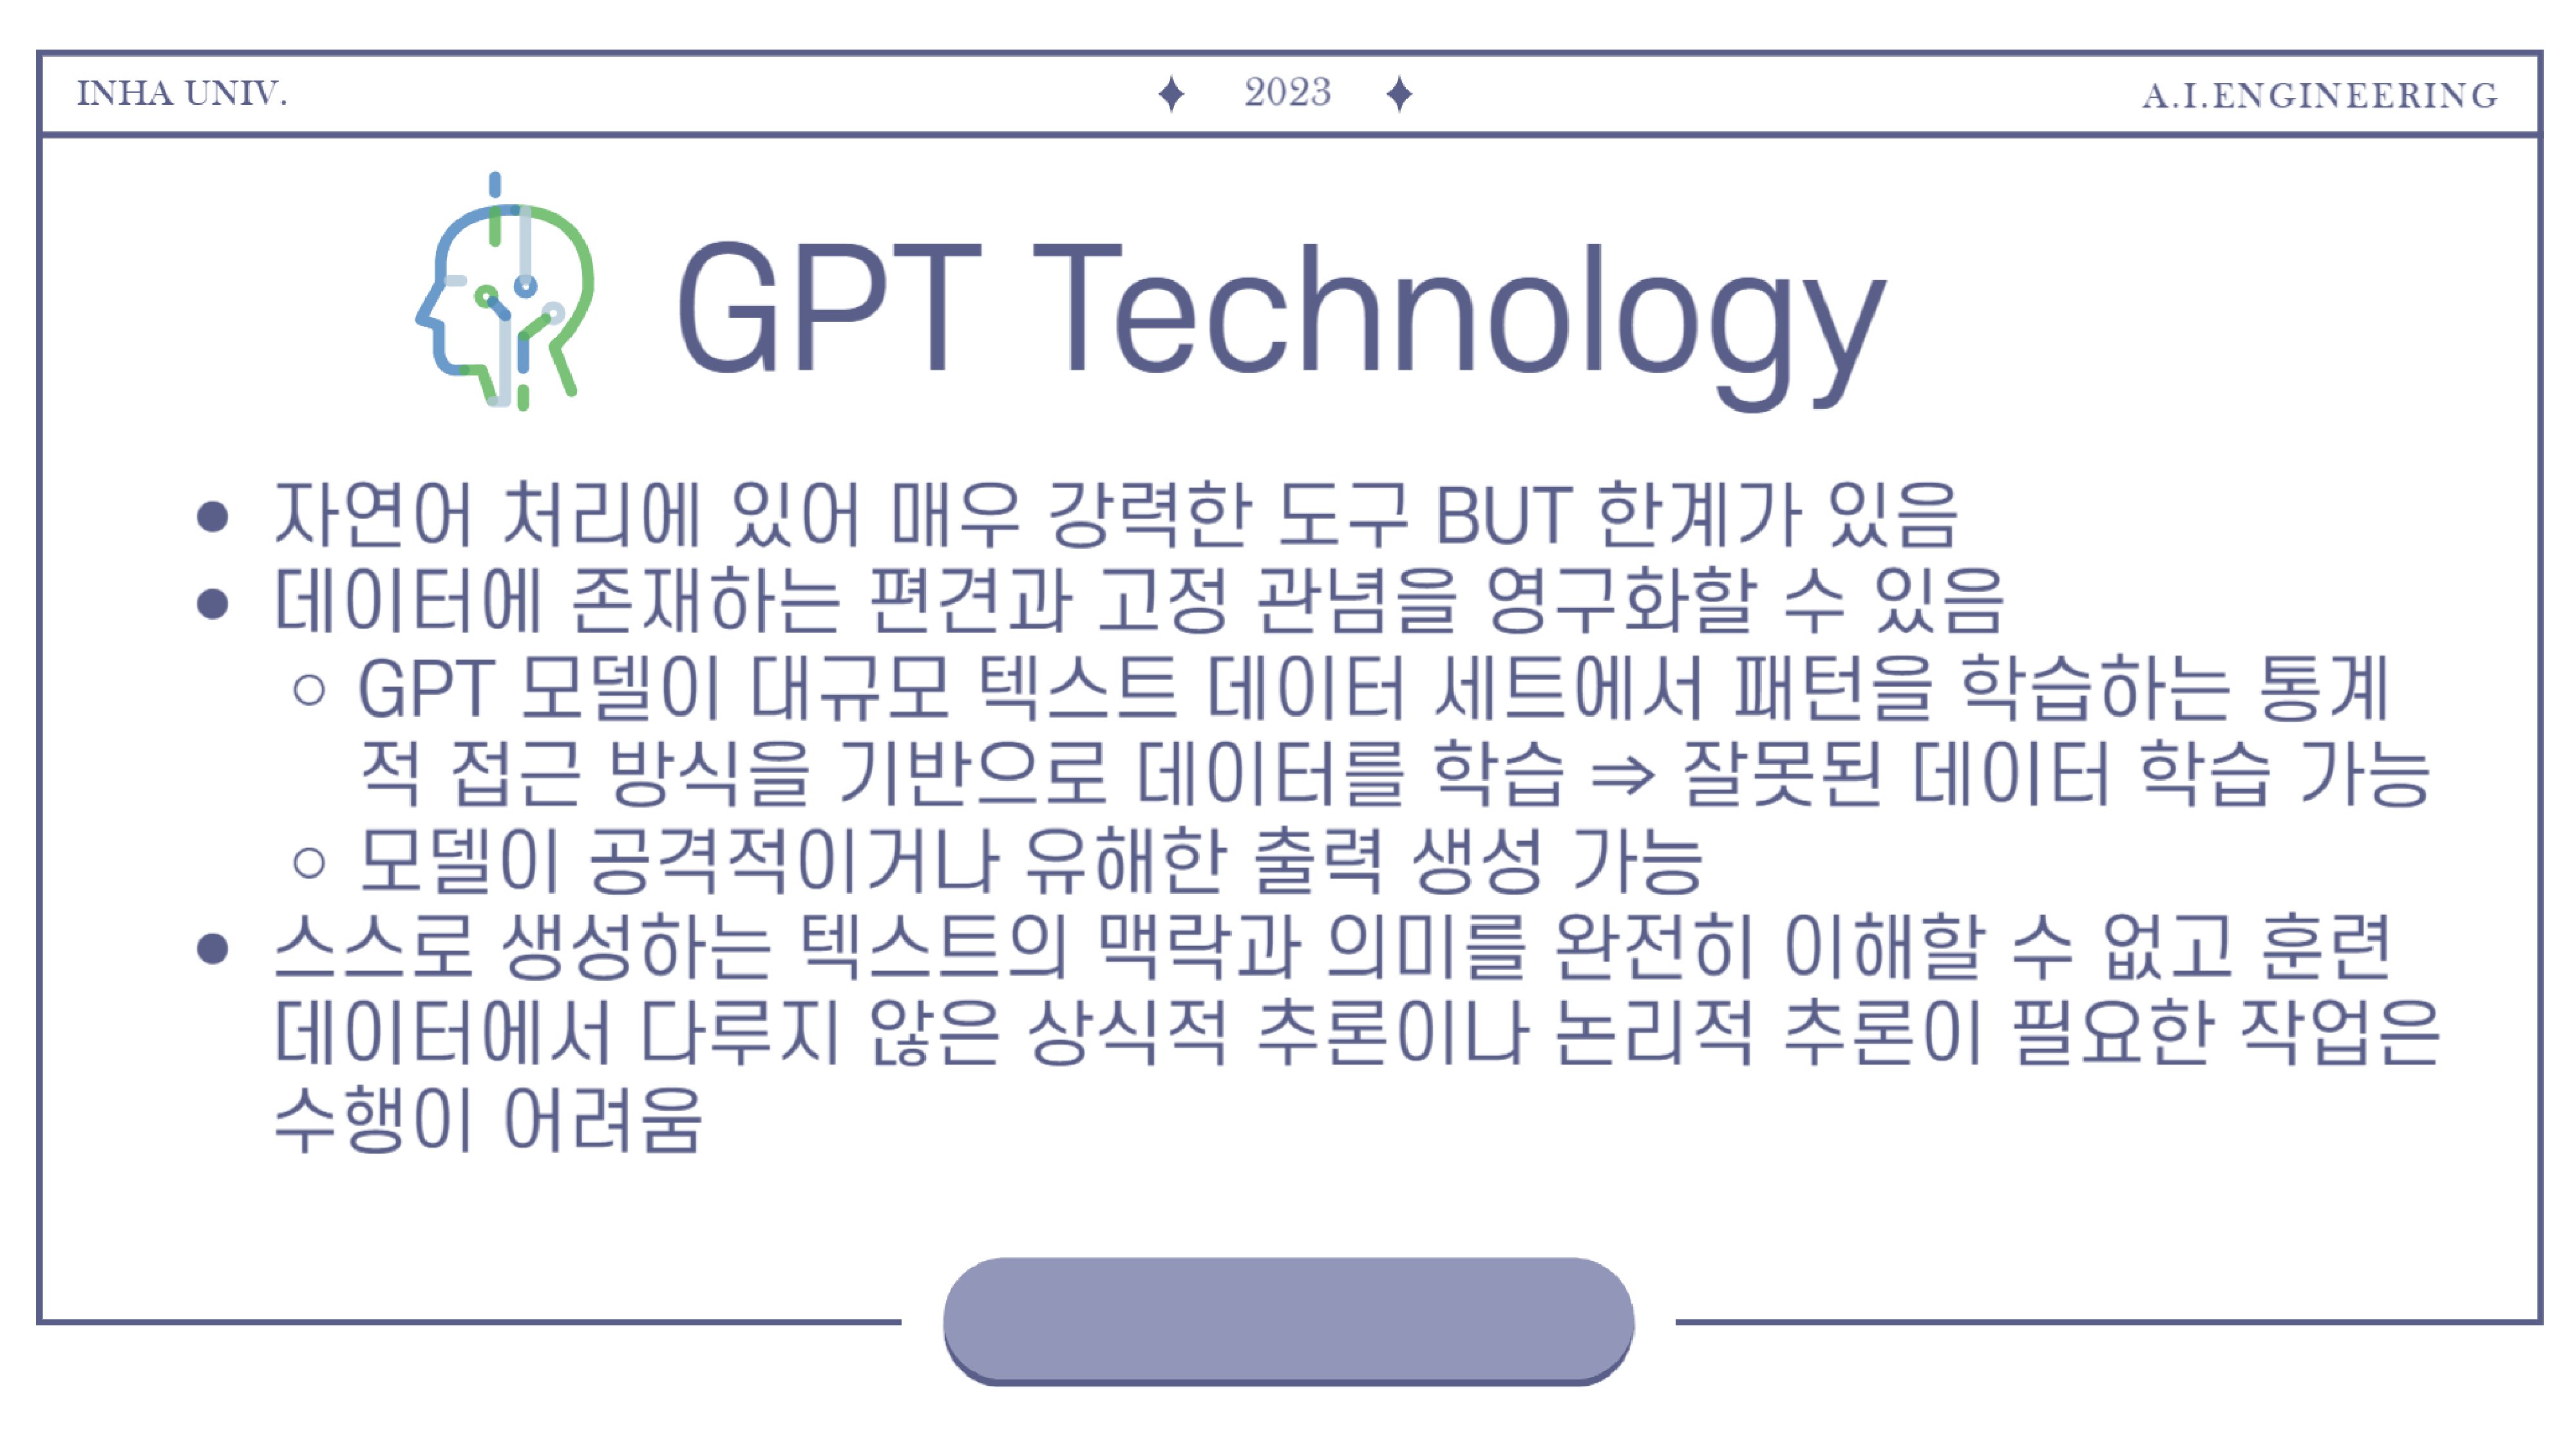 INHA UNIV.
2023
A.I.ENGINEERING
GPT Technology
자연어 처리에 있어 매우 강력한 도구 BUT 한계가 있음
데이터에 존재하는 편견과 고정 관념을 영구화할 수 있음
GPT 모델이 대규모 텍스트 데이터 세트에서 패턴을 학습하는 통계
적 접근 방식을 기반으로 데이터를 학습 ⇒ 잘못된 데이터 학습 가능
모델이 공격적이거나 유해한 출력 생성 가능
스스로 생성하는 텍스트의 맥락과 의미를 완전히 이해할 수 없고 훈련
데이터에서 다루지 않은 상식적 추론이나 논리적 추론이 필요한 작업은
수행이 어려움